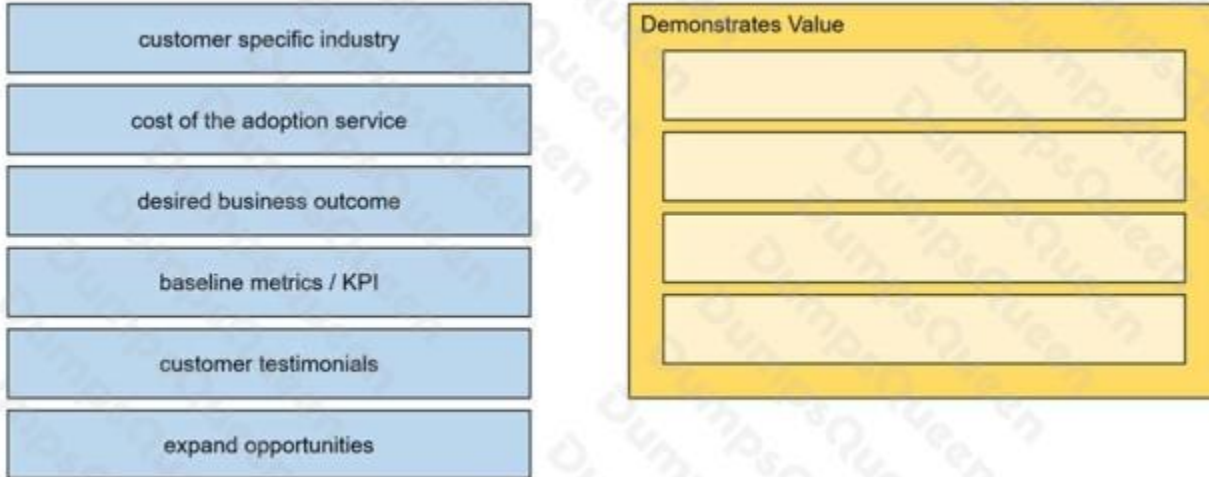 customer specific industry
cost of the adoption service
desired business outcome
baseline metrics / KPI
customer testimonials
expand opportunities
Demonstrates Value
DumpsQueen